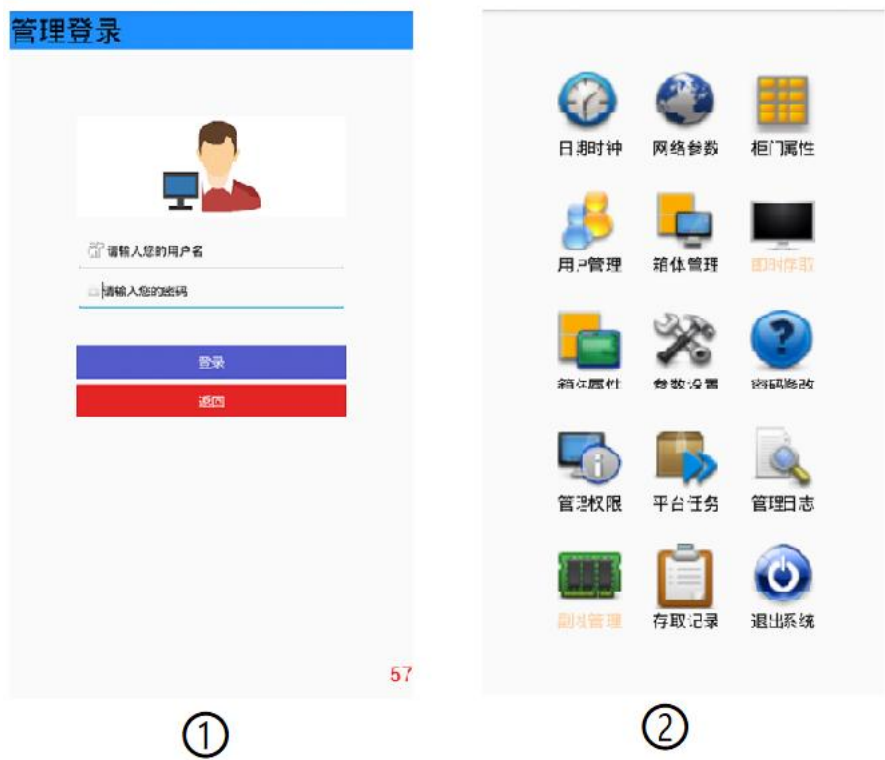 管理登录
请输入您的用户名
请输入您的密码
登录
返回
57
①
日期时钟 网络参数 柜门属性
用户管理 箱体管理 即时存取
箱体属性 参数设置 密码修改
管理权限 平台任务 管理日志
副柜管理 存取记录 退出系统
②